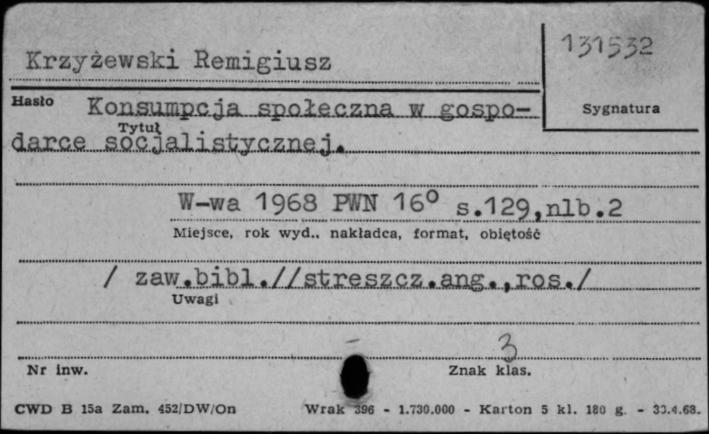 131532
Krzyżewski Remigiusz
Hasło Konsumpcja społeczna w gospo-
Sygnatura
Tytuł
darce socjalistycznej.
W-wa 1968 PWN 16° s.129,nlb.2
Miejsce, rok wyd., nakładca, format, objętość
/ zaw.bibl.//streszcz.ang.,ros./
Uwagi
3
Nr inw. Znak klas.
CWD B 15a Zam. 452/DW/On Wrak 396 - 1.730.000 - Karton 5 kl. 180 g. - 30.4.68.